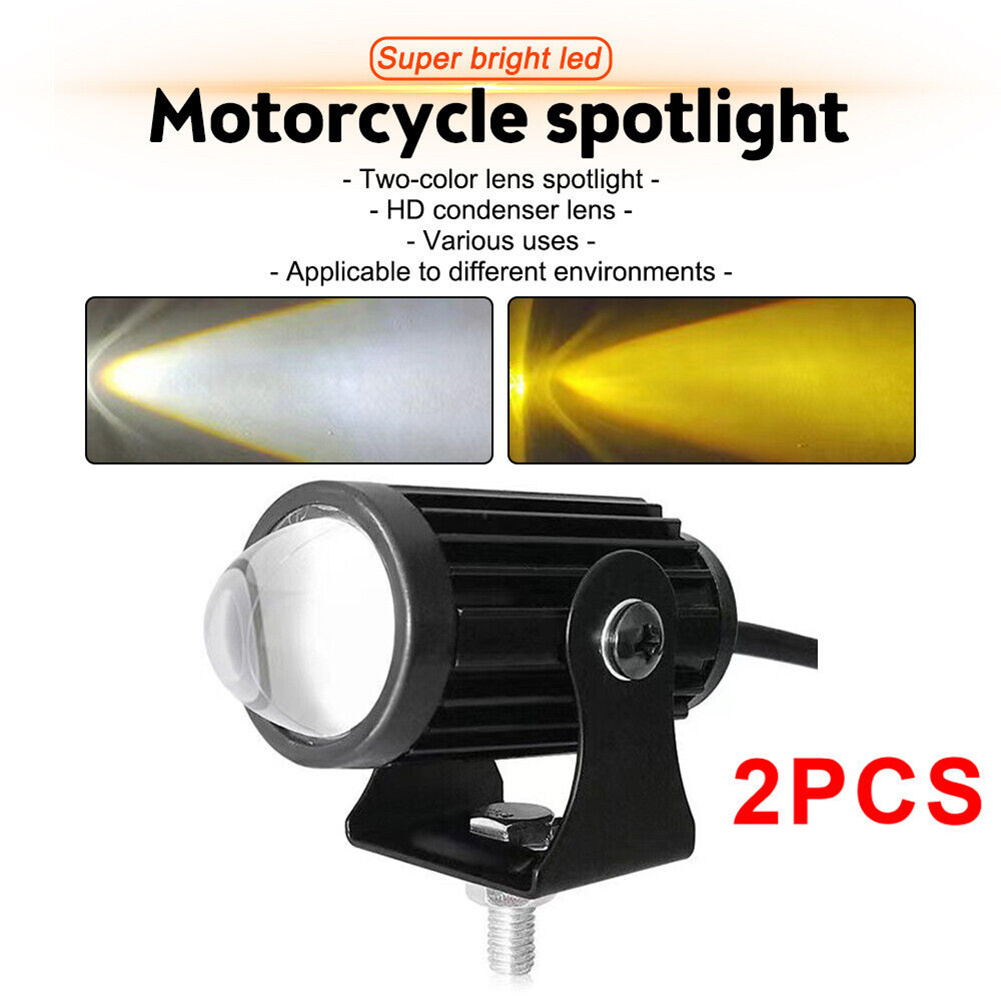 Super bright led
Motorcycle spotlight
- Two-color lens spotlight -
- HD condenser lens -
- Various uses -
- Applicable to different environments -
2PCS